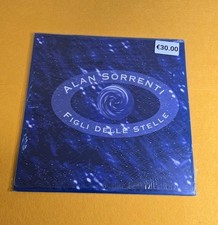 €30.00
ALAN SORRENTI
FIGLI DELLE STELLE